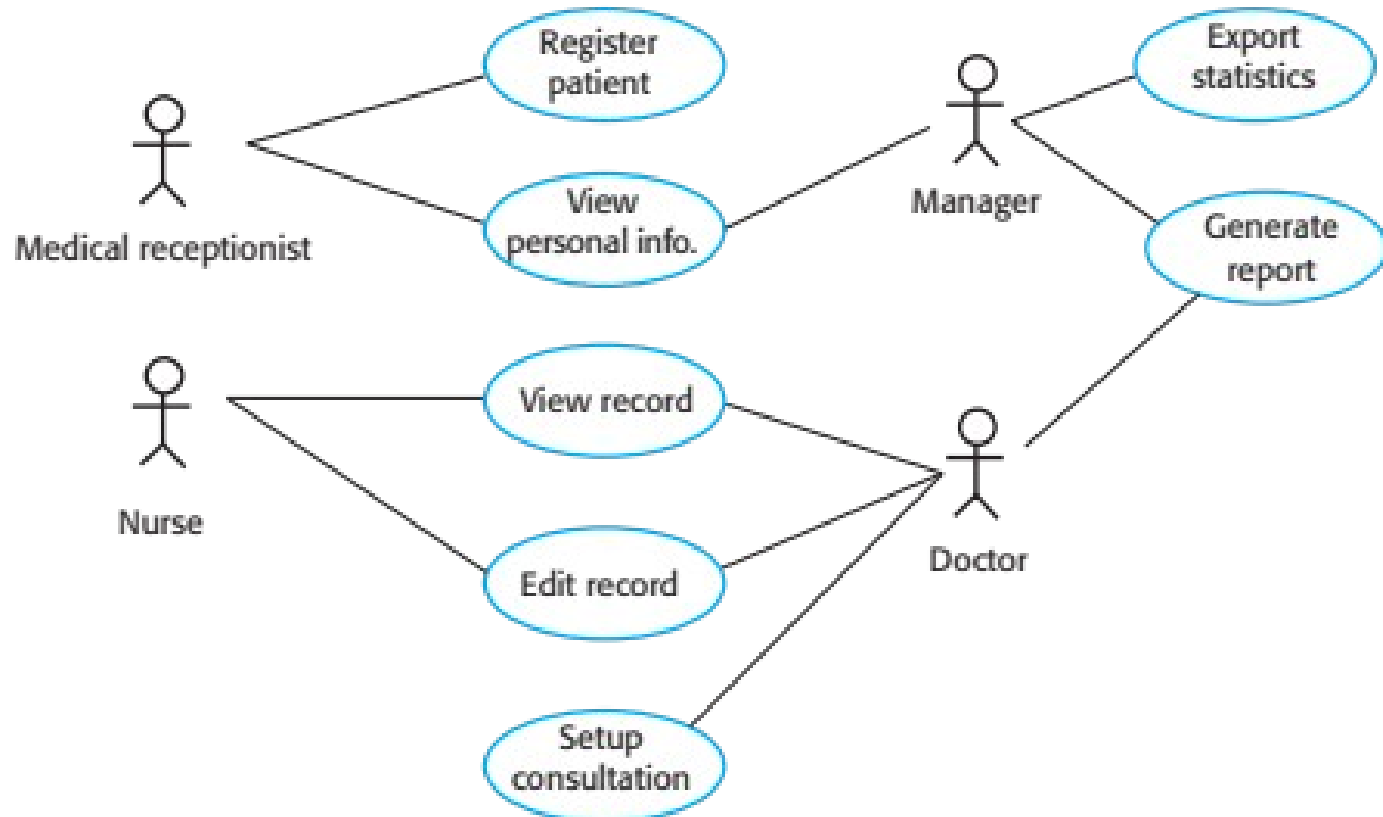 Register
patient
Export
statistics
Medical receptionist
View
personal info.
Manager
Generate
report
Nurse
View record
Edit record
Doctor
Setup
consultation